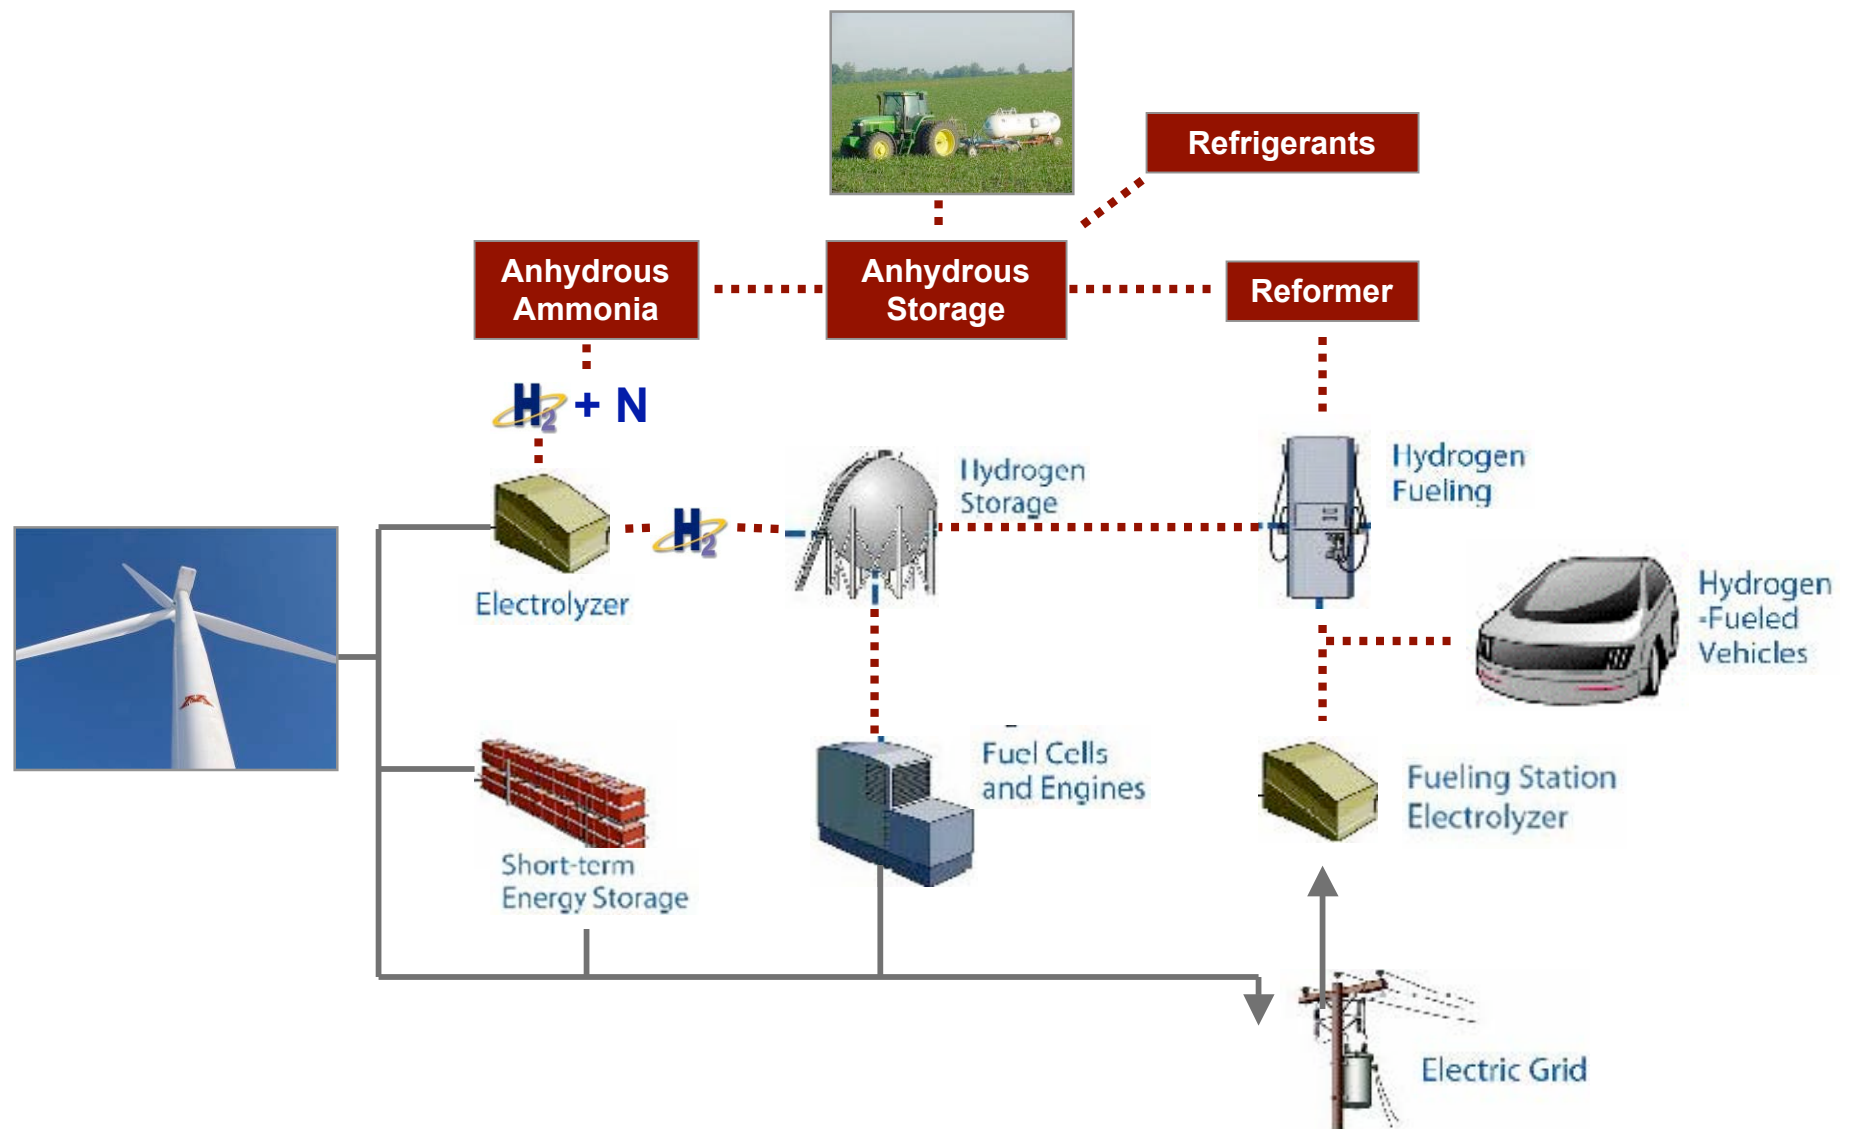 Refrigerants
Anhydrous
Ammonia
Anhydrous
Storage
Reformer
H2 + N
Hydrogen
Storage
Hydrogen
Fueling
H2
Electrolyzer
Hydrogen
-Fueled
Vehicles
Fuel Cells
and Engines
Fueling Station
Electrolyzer
Short-term
Energy Storage
Electric Grid
M